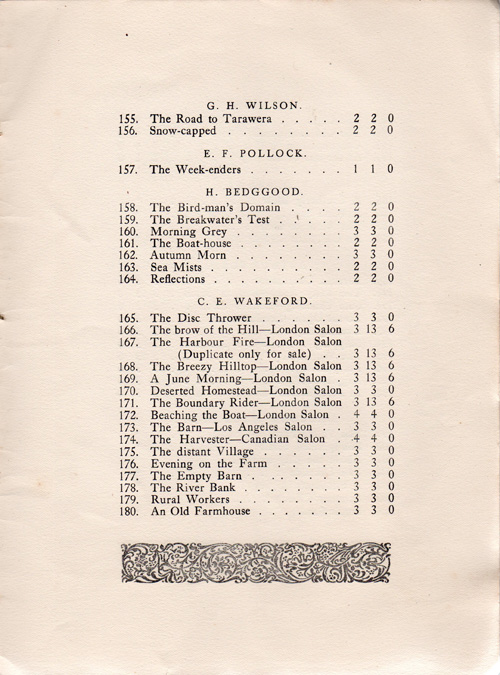 G. H. WILSON.
155. The Road to Tarawera . . . . . 2 2 0
156. Snow-capped . . . . . . . . 2 2 0
E. F. POLLOCK.
157. The Week-enders . . . . . . . 1 1 0
H. BEDGGOOD.
158. The Bird-man's Domain . . . . 2 2 0
159. The Breakwater's Test . . . . . 2 2 0
160. Morning Grey . . . . . . . . 3 3 0
161. The Boat-house . . . . . . . 2 2 0
162. Autumn Morn . . . . . . . . 3 3 0
163. Sea Mists . . . . . . . . . . 2 2 0
164. Reflections . . . . . . . . . 2 2 0
C. E. WAKEFORD.
165. The Disc Thrower . . . . . . 3 3 0
166. The brow of the Hill—London Salon 3 13 6
167. The Harbour Fire—London Salon
(Duplicate only for sale) . . 3 13 6
168. The Breezy Hilltop—London Salon 3 13 6
169. A June Morning—London Salon . 3 13 6
170. Deserted Homestead—London Salon 3 3 0
171. The Boundary Rider—London Salon 3 13 6
172. Beaching the Boat—London Salon . 4 4 0
173. The Barn—Los Angeles Salon . . 3 3 0
174. The Harvester—Canadian Salon . 4 4 0
175. The distant Village . . . . . . 3 3 0
176. Evening on the Farm . . . . . 3 3 0
177. The Empty Barn . . . . . . . 3 3 0
178. The River Bank . . . . . . . 3 3 0
179. Rural Workers . . . . . . . . 3 3 0
180. An Old Farmhouse . . . . . . 3 3 0